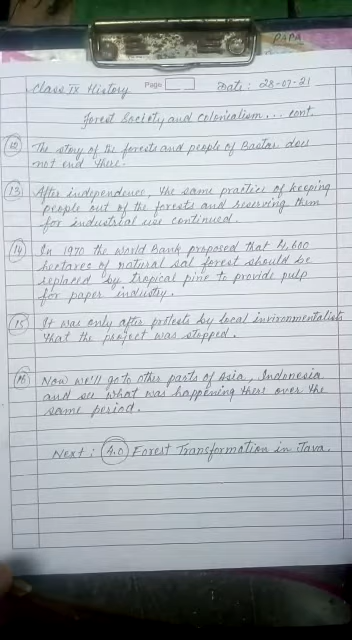 PAPA
Class IX History Page Date: 28-07-21
Forest Society and Colonialism... cont.
12 The story of the forests and people of Bastar does
not end there.
13 After independence, the same practice of keeping
people out of the forests and reserving them
for industrial use continued.
14 In 1970 the World Bank proposed that 4,600
hectares of natural sal forest should be
replaced by tropical pine to provide pulp
for paper industry.
15 It was only after protests by local invironmentalists
that the project was stopped.
16 Now we'll go to other parts of Asia, Indonesia
and see what was happening there over the
same period.
Next: 4.0 Forest Transformation in Java.